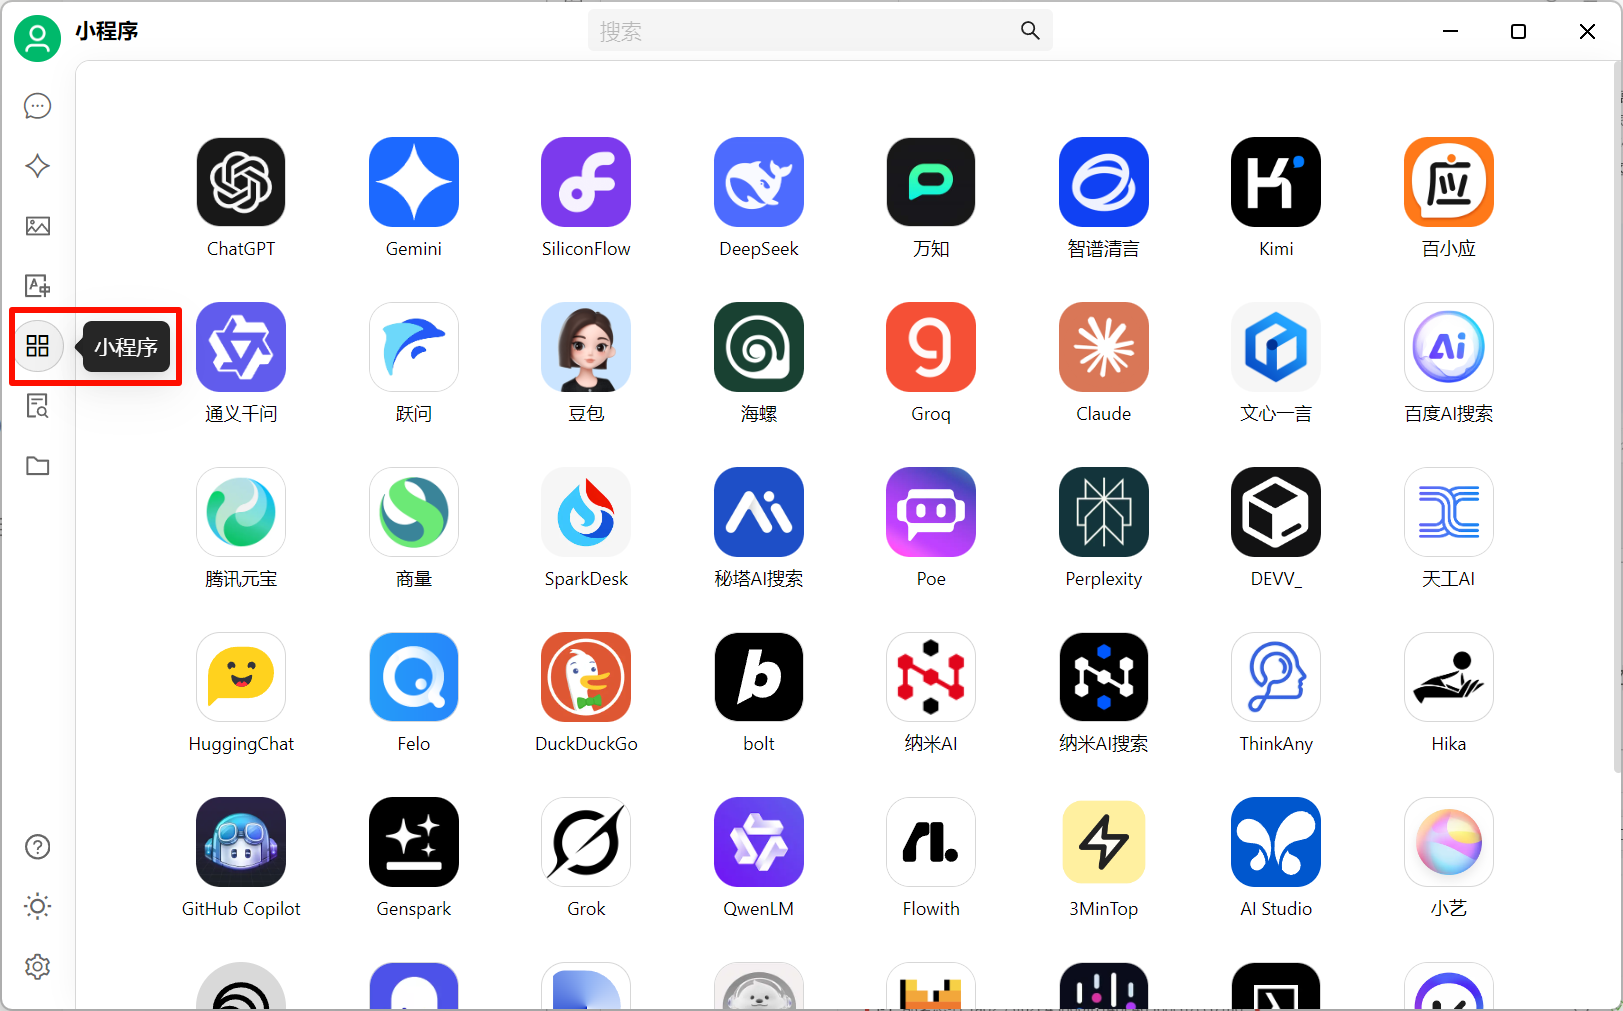 小程序
搜索
ChatGPT
Gemini
SiliconFlow
DeepSeek
万知
智谱清言
Kimi
百小应
小程序
通义千问
跃问
豆包
海螺
Groq
Claude
文心一言
百度AI搜索
腾讯元宝
商量
SparkDesk
秘塔AI搜索
Poe
Perplexity
DEVV_
天工AI
HuggingChat
Felo
DuckDuckGo
bolt
纳米AI
纳米AI搜索
ThinkAny
Hika
GitHub Copilot
Genspark
Grok
QwenLM
Flowith
3MinTop
AI Studio
小艺